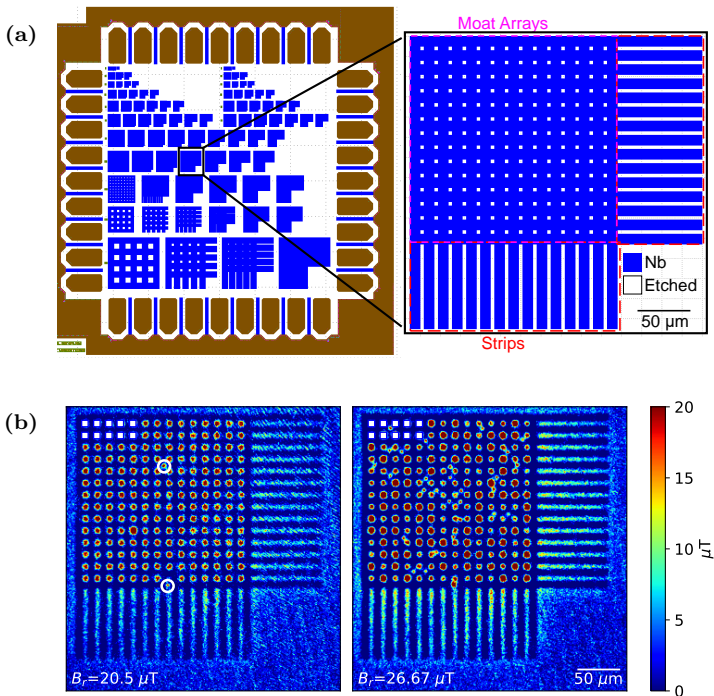 (a)
Moat Arrays
Nb
Etched
50 μm
Strips
(b)
20
15
10
5
0
μT
B_r=20.5 μT
B_r=26.67 μT
50 μm